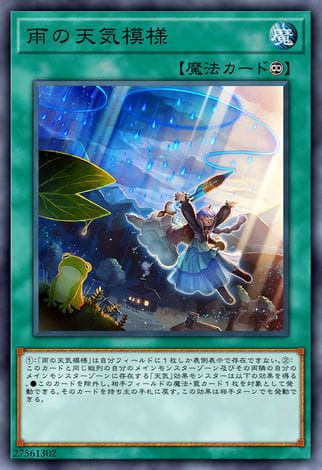 雨の天気模様
魔
【魔法カード】
①:「雨の天気模様」は自分フィールドに1枚しか表側表示で存在できない。②:
このカードと同じ縦列の自分のメインモンスターゾーン及びその両隣の自分の
メインモンスターゾーンに存在する「天気」効果モンスターは以下の効果を得る。
●このカードを除外し、相手フィールドの魔法・罠カード1枚を対象として発
動できる。そのカードを持ち主の手札に戻す。この効果は相手ターンでも発動で
きる。
27561302